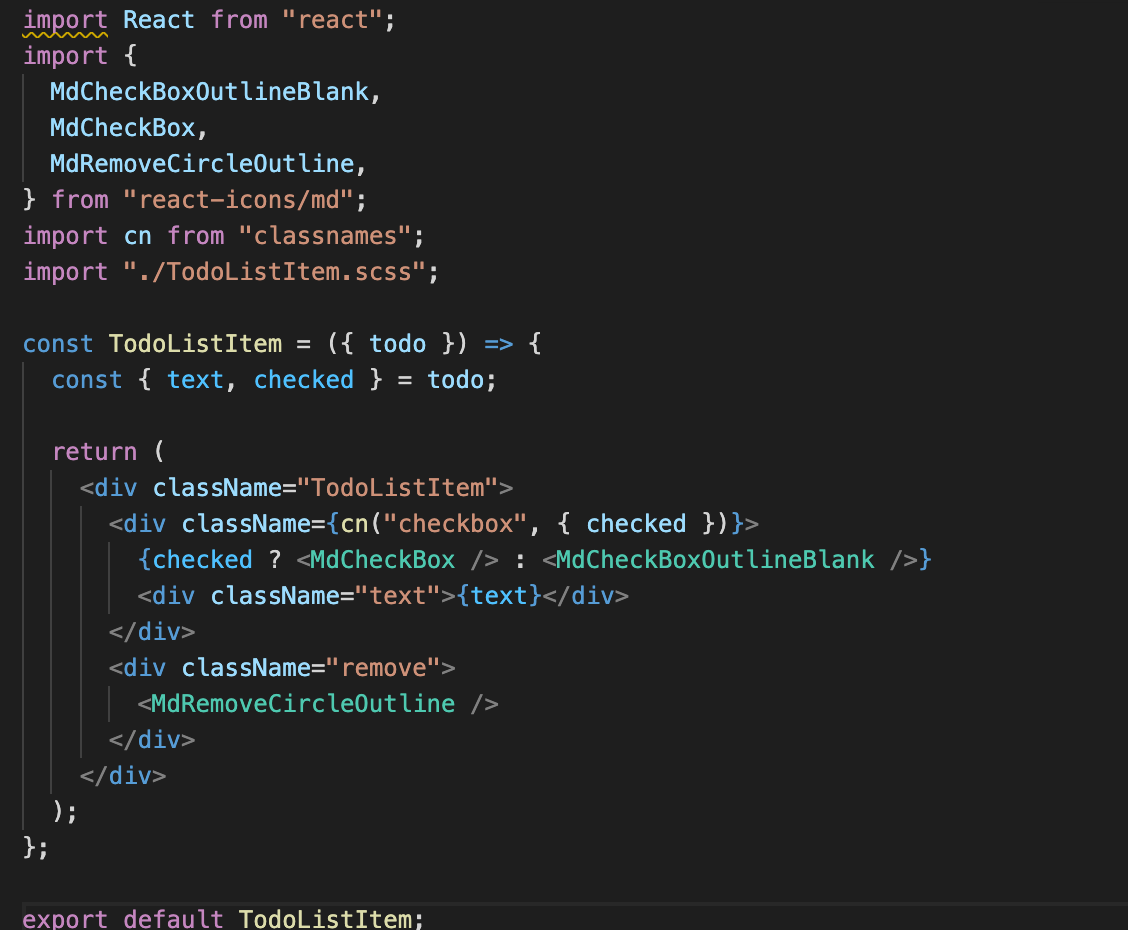 import React from "react";
import {
  MdCheckBoxOutlineBlank,
  MdCheckBox,
  MdRemoveCircleOutline,
} from "react-icons/md";
import cn from "classnames";
import "./TodoListItem.scss";

const TodoListItem = ({ todo }) => {
  const { text, checked } = todo;

  return (
    <div className="TodoListItem">
      <div className={cn("checkbox", { checked })}>
        {checked ? <MdCheckBox /> : <MdCheckBoxOutlineBlank />}
        <div className="text">{text}</div>
      </div>
      <div className="remove">
        <MdRemoveCircleOutline />
      </div>
    </div>
  );
};

export default TodoListItem;